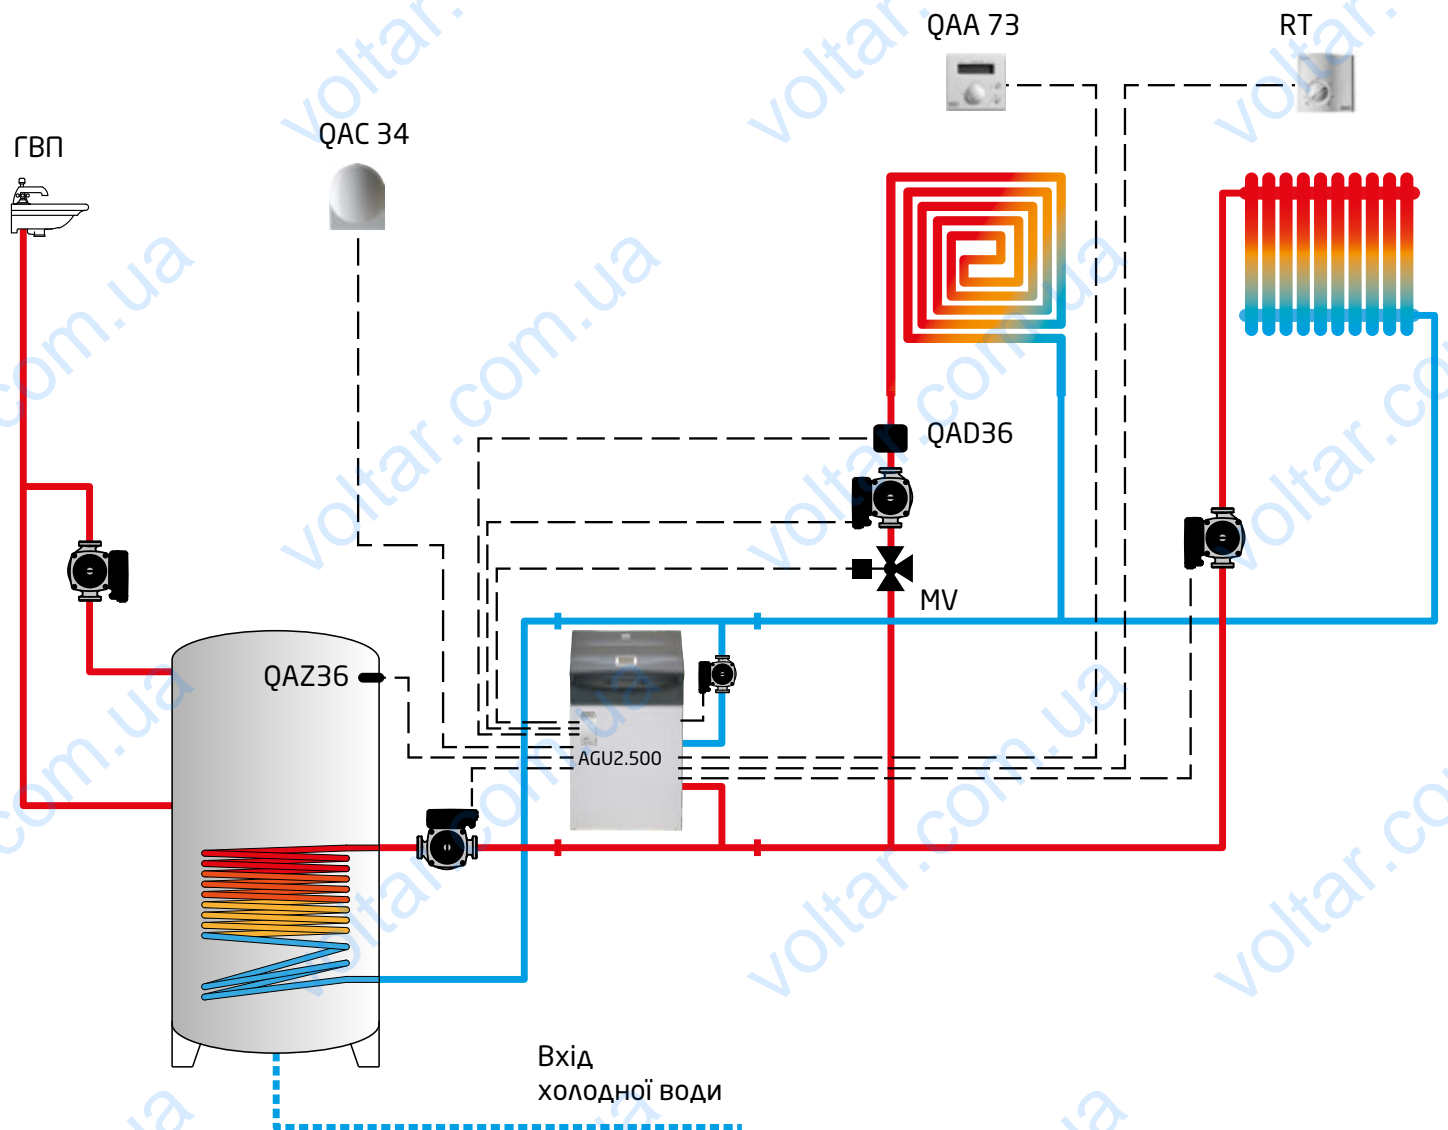 QAA 73
RT
QAC 34
ГВП
QAD36
MV
QAZ36
AGU2.500
Вхід
холодної води
voltar.com.ua